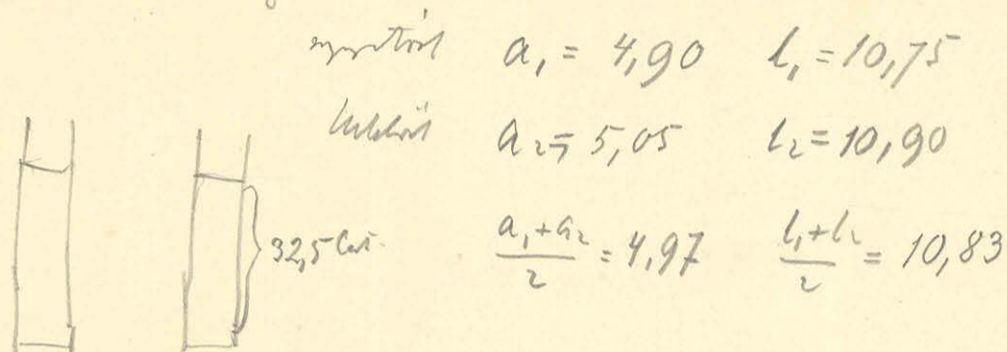 a₁ = 4,90 l₁ = 10,75
a₂ = 5,05 l₂ = 10,90
32,5 (a₁+a₂)/2 = 4,97 (l₁+l₂)/2 = 10,83